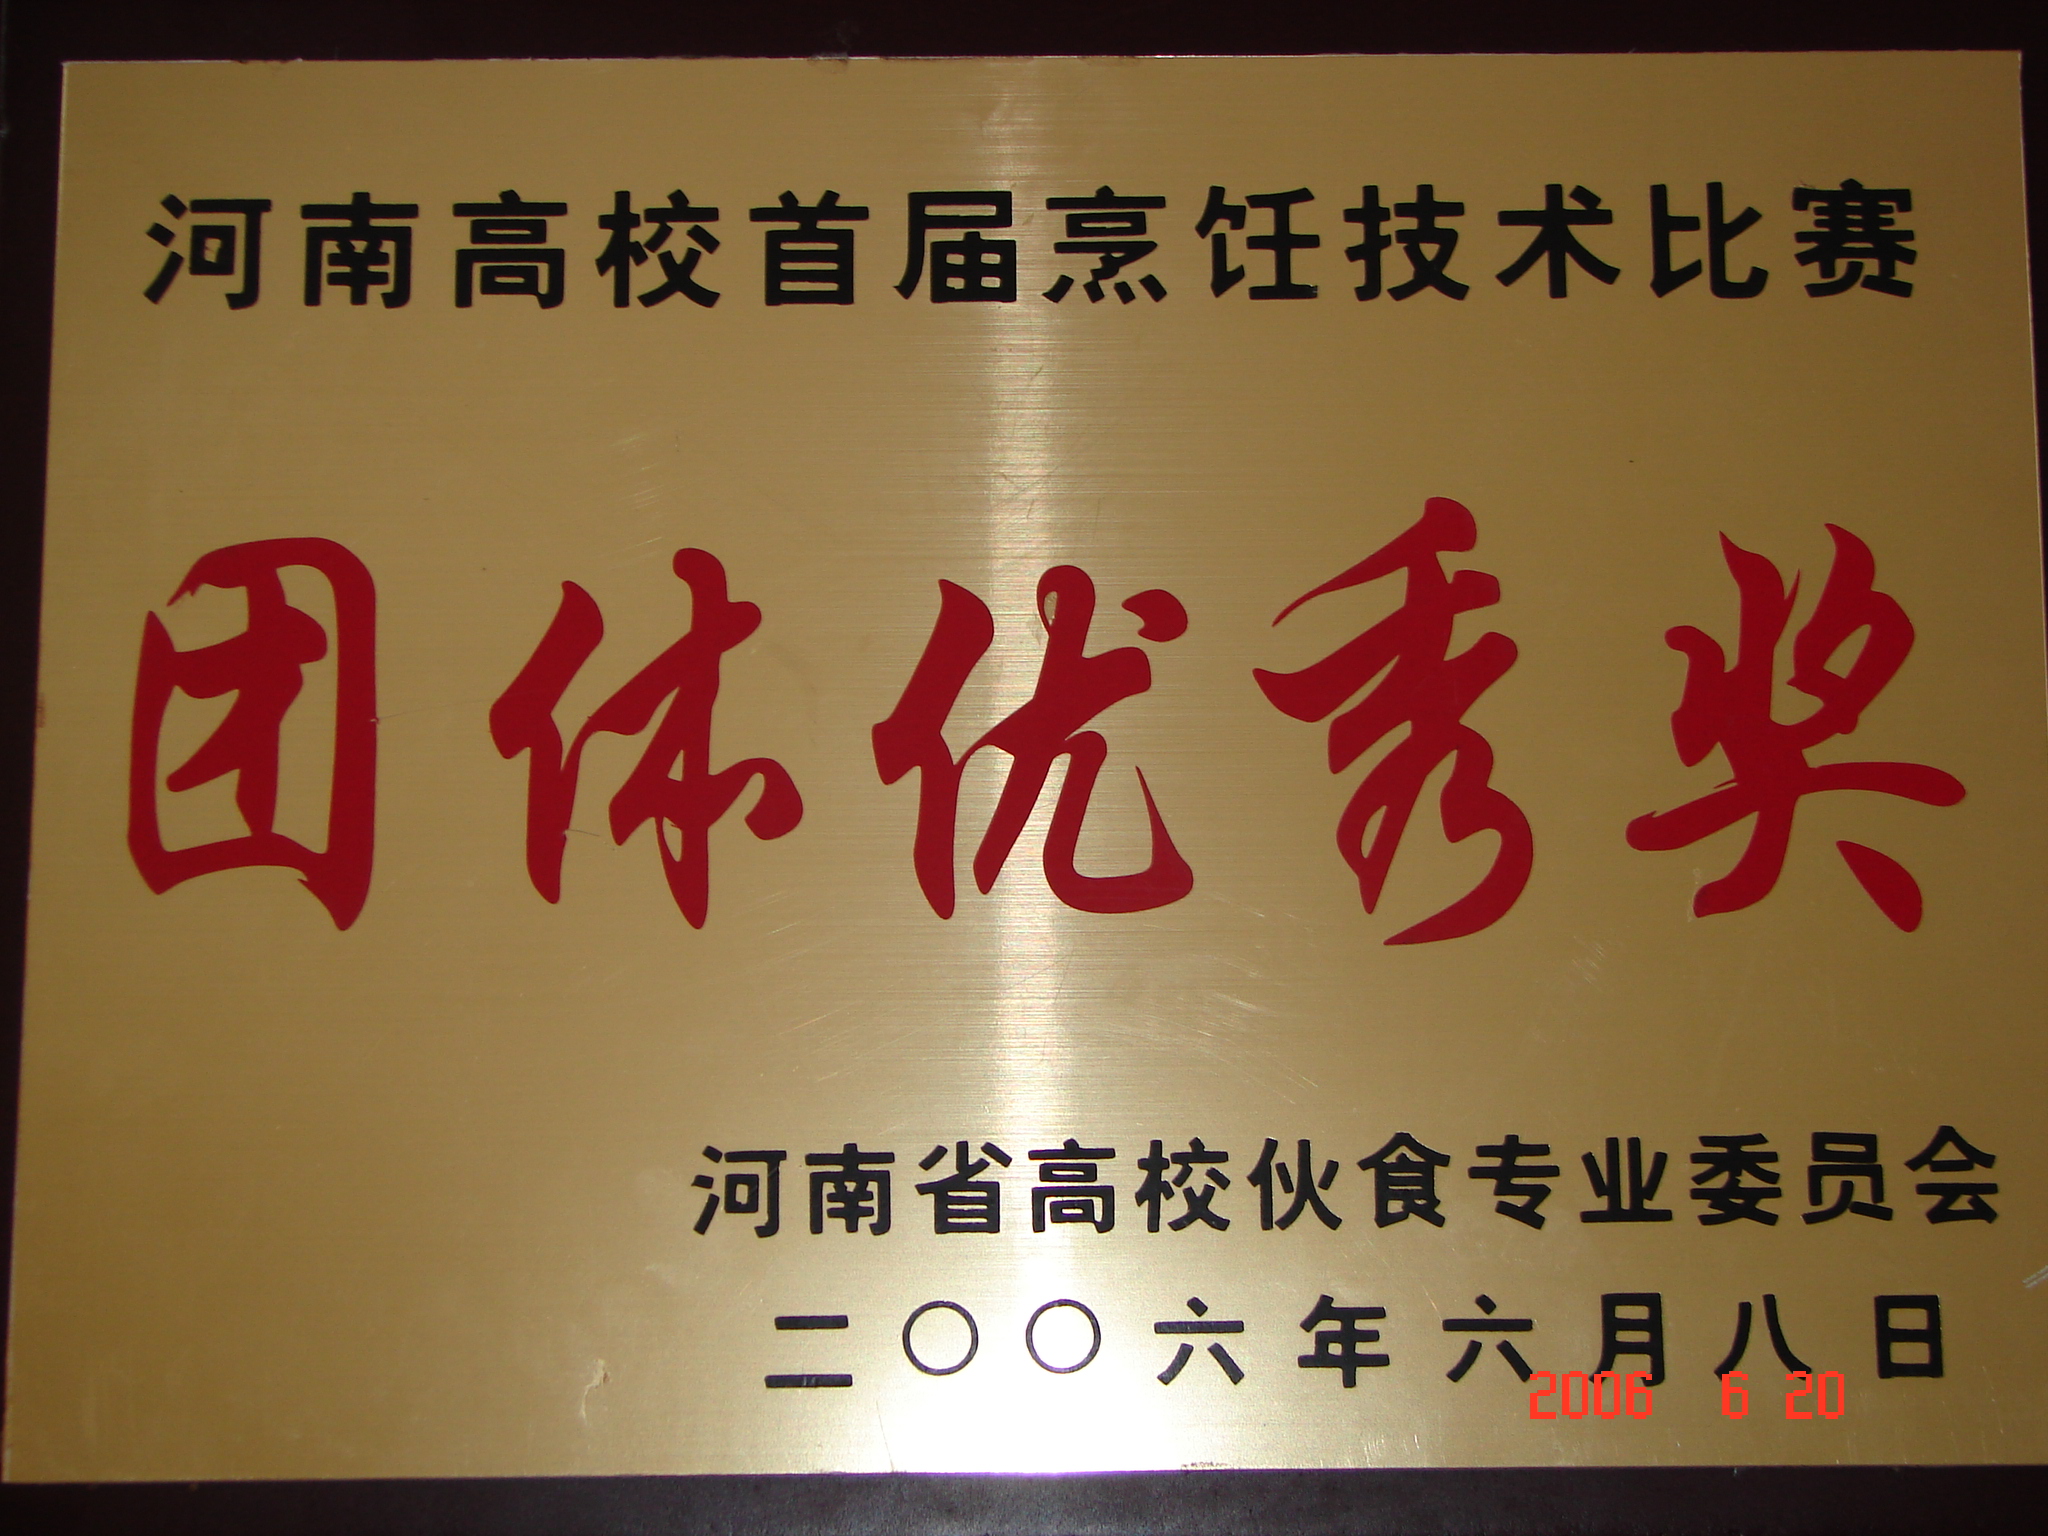 河南高校首届烹饪技术比赛
团体优秀奖
河南省高校伙食专业委员会
二〇〇六年六月八日
2006 6 20